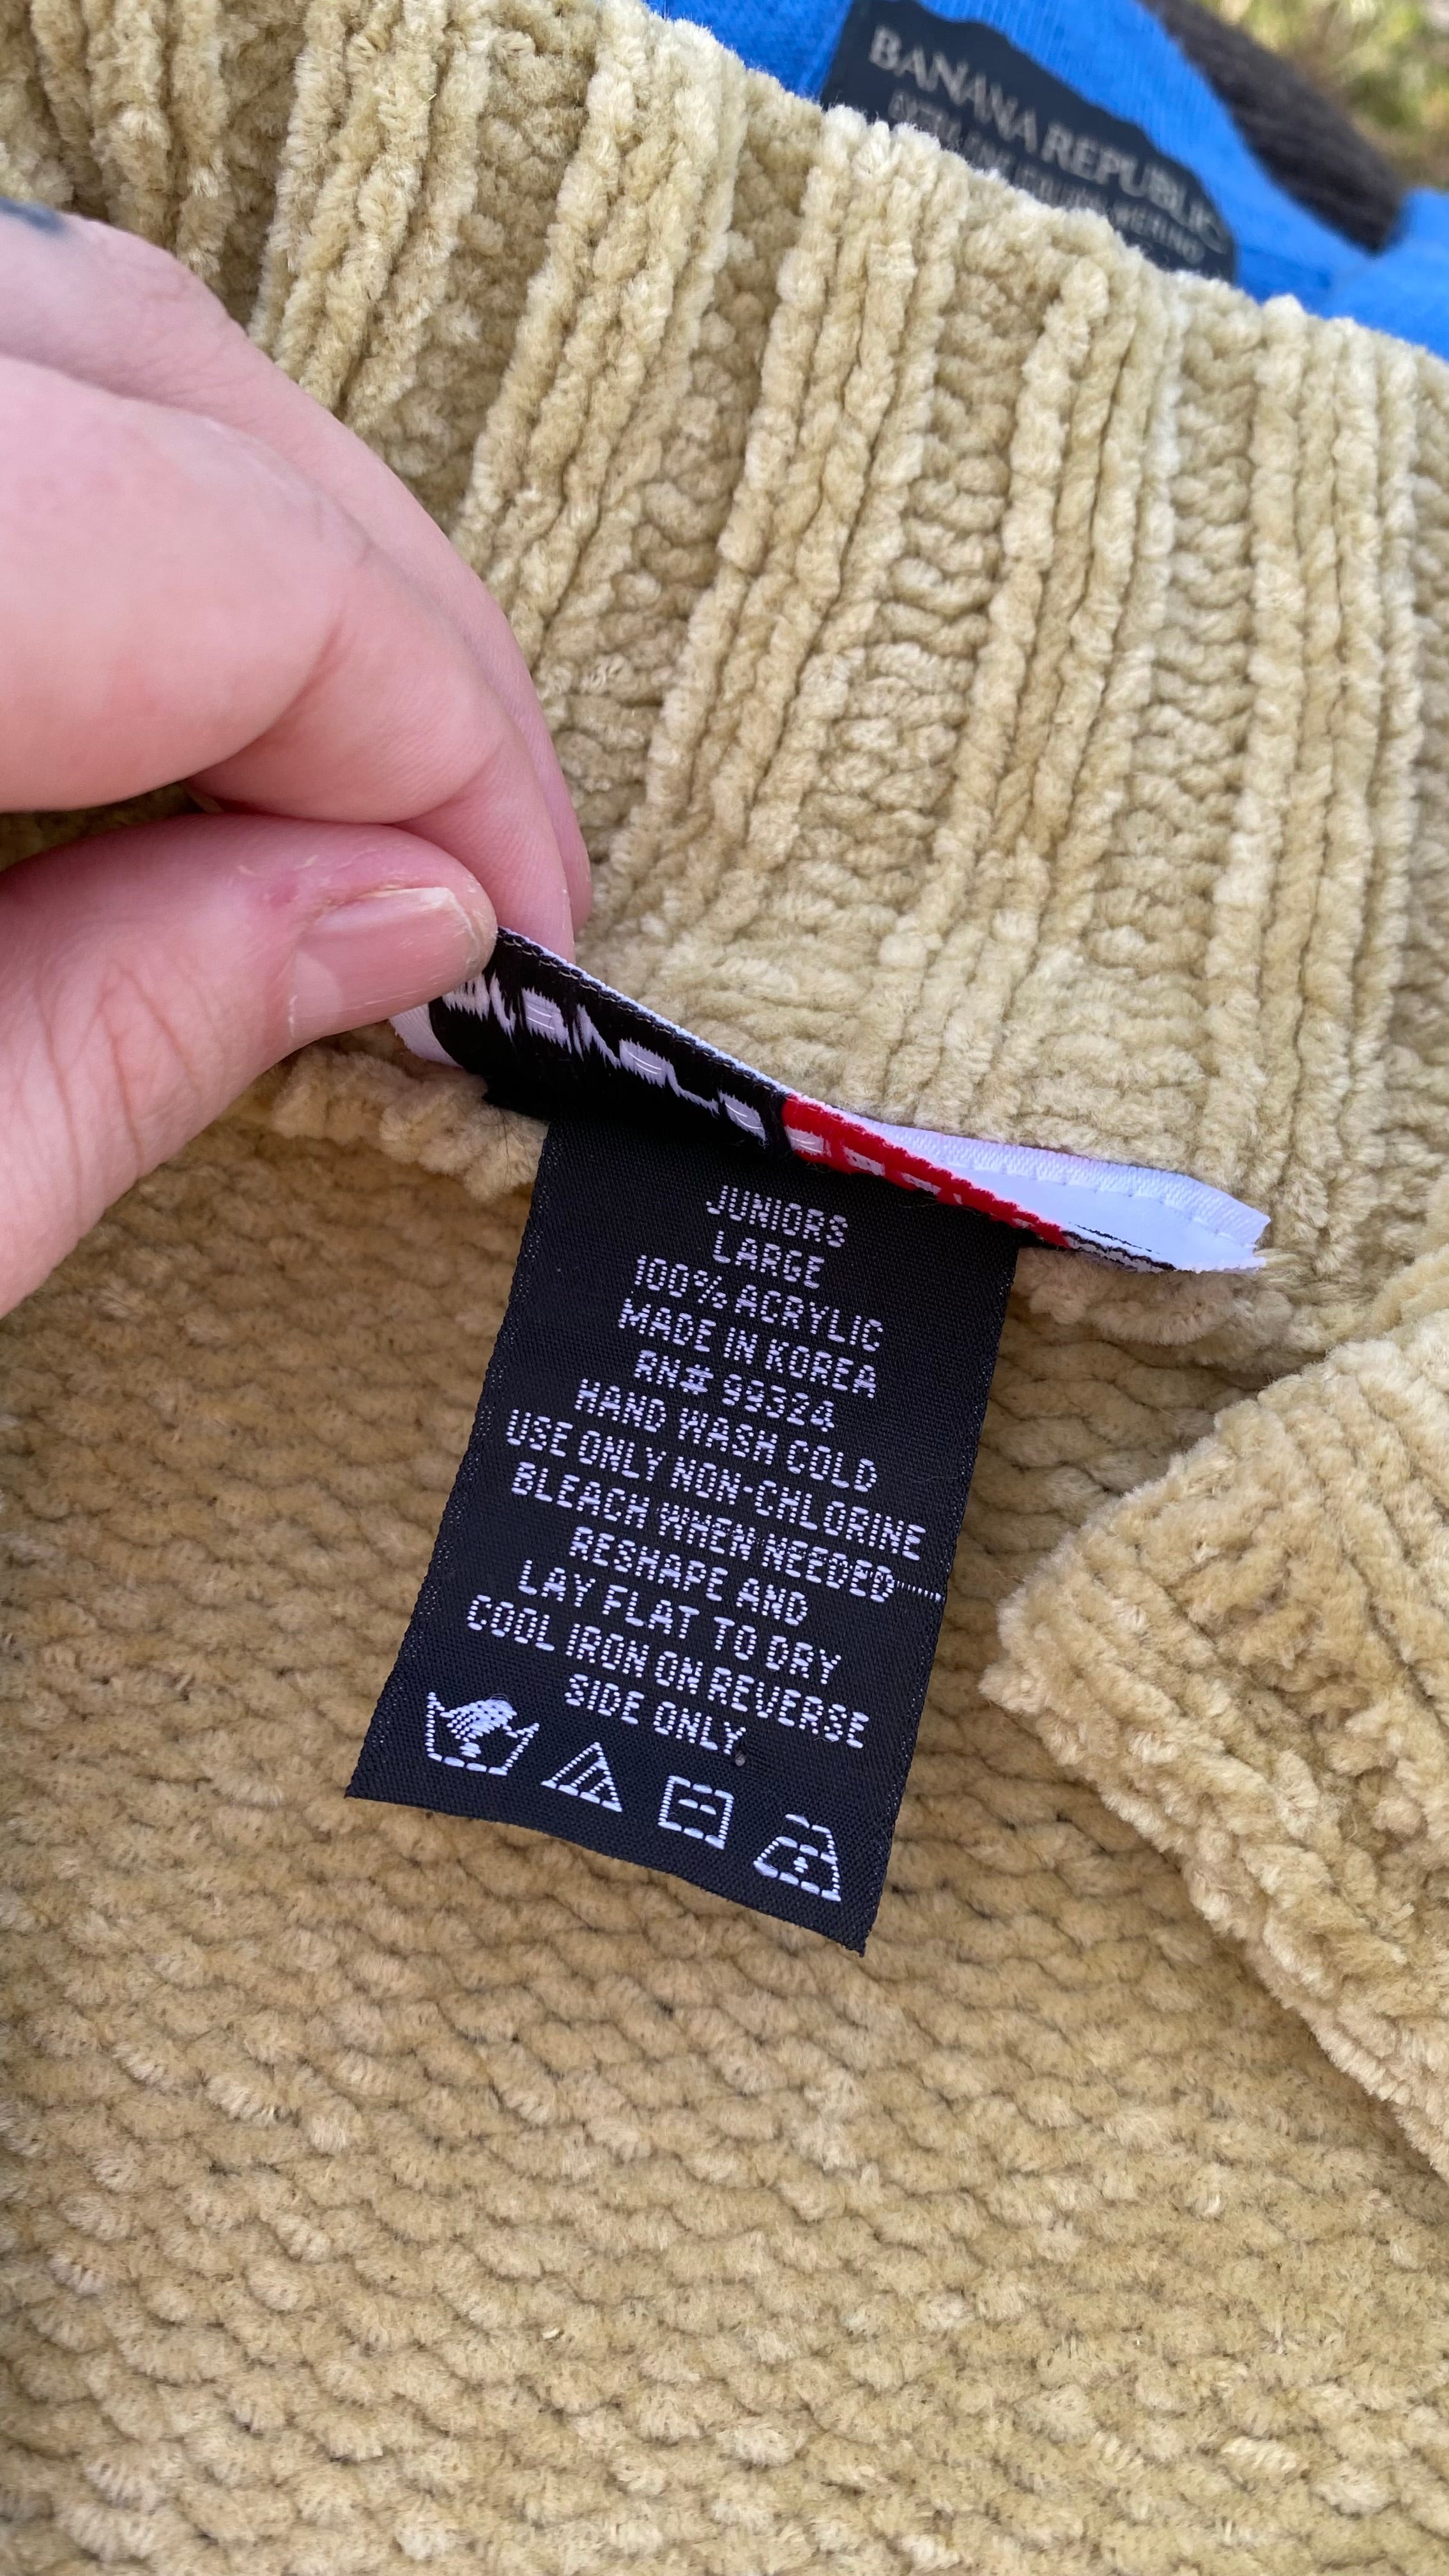 BANANA REPUBLIC
JUNIORS
LARGE
100% ACRYLIC
MADE IN KOREA
RN# 99324
HAND WASH COLD
USE ONLY NON-CHLORINE
BLEACH WHEN NEEDED
RESHAPE AND
LAY FLAT TO DRY
COOL IRON ON REVERSE
SIDE ONLY